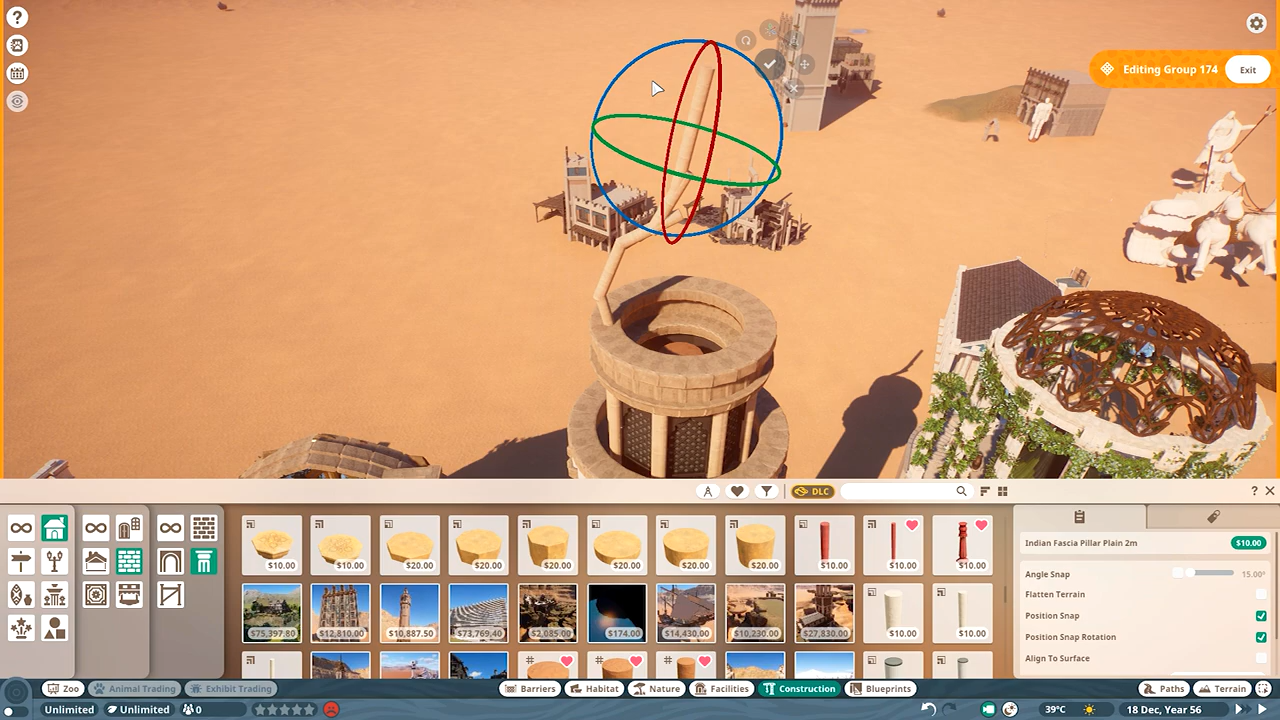 ?
Editing Group 174
Exit
DLC
? ×
$10.00 $10.00 $20.00 $20.00 $20.00 $20.00 $20.00 $20.00 $10.00 $10.00 $10.00
$75,397.80 $12,810.00 $10,887.50 $73,769.40 $2,085.00 $174.00 $14,430.00 $10,230.00 $27,830.00 $10.00 $10.00
Indian Fascia Pillar Plain 2m $10.00
Angle Snap 15.00°
Flatten Terrain
Position Snap
Position Snap Rotation
Align To Surface
Zoo Animal Trading Exhibit Trading Barriers Habitat Nature Facilities Construction Blueprints Paths Terrain
Unlimited Unlimited 0 39°C 18 Dec, Year 56